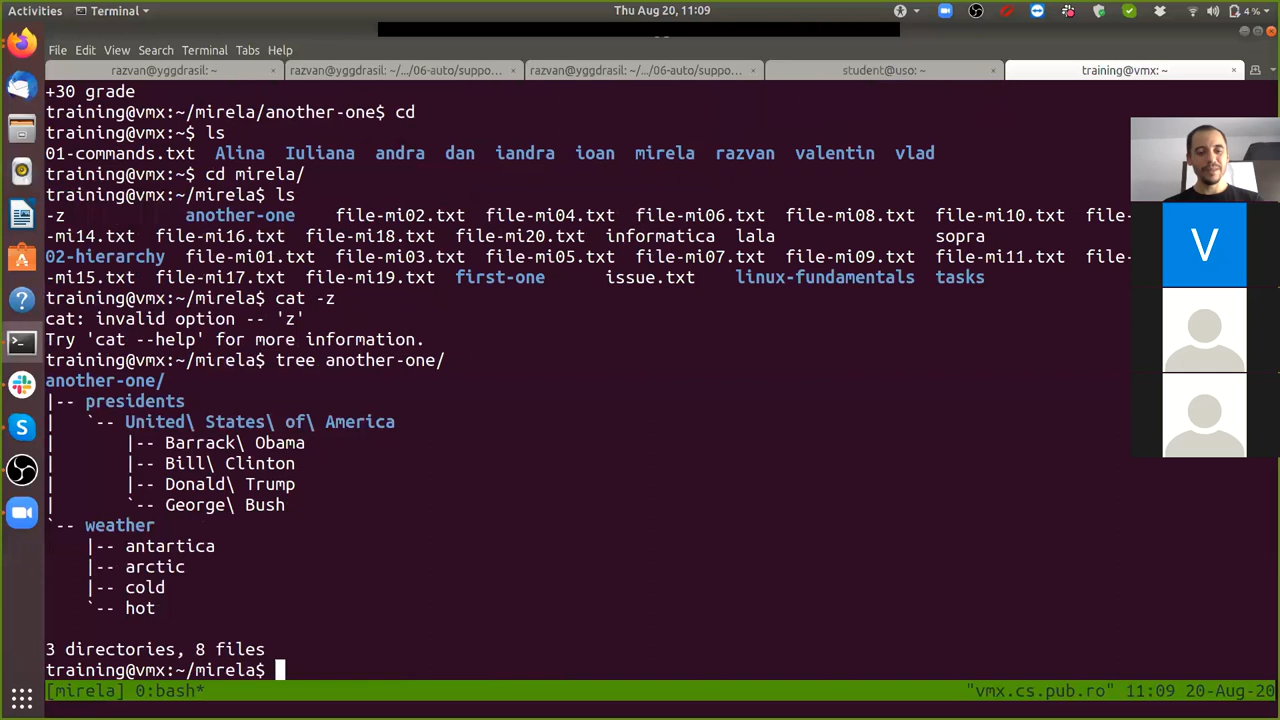 Activities Terminal Thu Aug 20, 11:09 4%
File Edit View Search Terminal Tabs Help
razvan@yggdrasil: ~ × razvan@yggdrasil: ~/.../06-auto/suppo... × razvan@yggdrasil: ~/.../06-auto/suppo... × student@uso: ~ × training@vmx: ~ ×
+30 grade
training@vmx:~/mirela/another-one$ cd
training@vmx:~$ ls
01-commands.txt Alina Iuliana andra dan iandra ioan mirela razvan valentin vlad
training@vmx:~$ cd mirela/
training@vmx:~/mirela$ ls
-z another-one file-mi02.txt file-mi04.txt file-mi06.txt file-mi08.txt file-mi10.txt file-
-mi14.txt file-mi16.txt file-mi18.txt file-mi20.txt informatica lala sopra
02-hierarchy file-mi01.txt file-mi03.txt file-mi05.txt file-mi07.txt file-mi09.txt file-mi11.txt file-
-mi15.txt file-mi17.txt file-mi19.txt first-one issue.txt linux-fundamentals tasks
training@vmx:~/mirela$ cat -z
cat: invalid option -- 'z'
Try 'cat --help' for more information.
training@vmx:~/mirela$ tree another-one/
another-one/
|-- presidents
|   `-- United\ States\ of\ America
|       |-- Barrack\ Obama
|       |-- Bill\ Clinton
|       |-- Donald\ Trump
|       `-- George\ Bush
`-- weather
    |-- antartica
    |-- arctic
    |-- cold
    `-- hot
3 directories, 8 files
training@vmx:~/mirela$
[mirela] 0:bash* "vmx.cs.pub.ro" 11:09 20-Aug-20
V